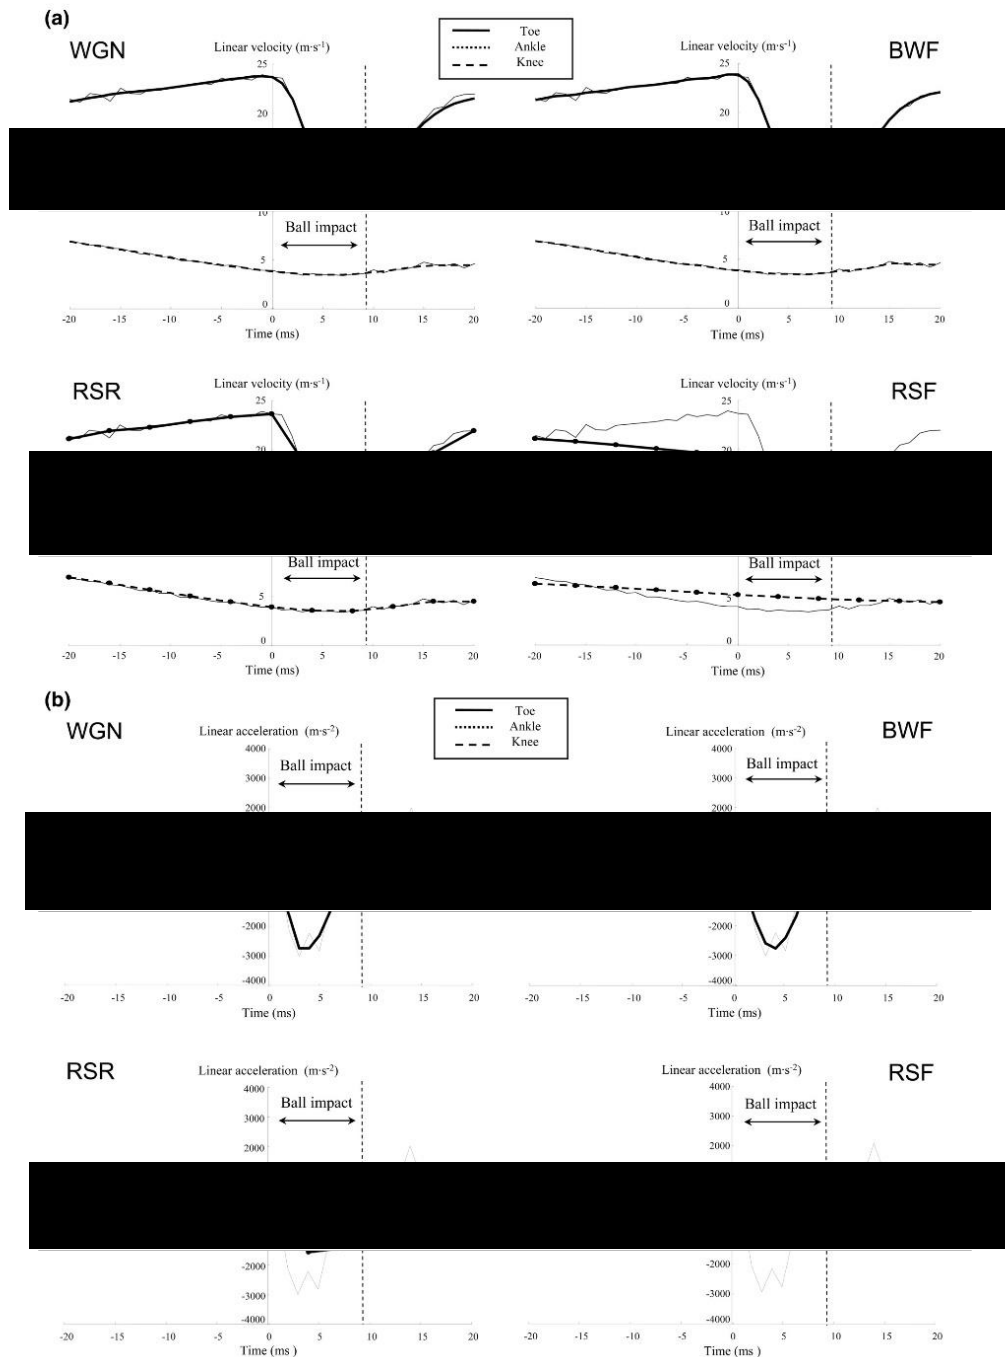 (a)
WGN
Linear velocity (m·s-1)
Toe
Ankle
Knee
Linear velocity (m·s-1)
BWF
25
20
10
5
0
Ball impact
-20 -15 -10 -5 0 5 10 15 20
Time (ms)
25
20
10
5
0
Ball impact
-20 -15 -10 -5 0 5 10 15 20
Time (ms)
RSR
Linear velocity (m·s-1)
Linear velocity (m·s-1)
RSF
25
20
5
0
Ball impact
-20 -15 -10 -5 0 5 10 15 20
Time (ms)
25
20
5
0
Ball impact
-20 -15 -10 -5 0 5 10 15 20
Time (ms)
(b)
WGN
Linear acceleration (m·s-2)
Toe
Ankle
Knee
Linear acceleration (m·s-2)
BWF
4000
3000
2000
-2000
-3000
-4000
Ball impact
-20 -15 -10 -5 0 5 10 15 20
Time (ms)
4000
3000
2000
-2000
-3000
-4000
Ball impact
-20 -15 -10 -5 0 5 10 15 20
Time (ms)
RSR
Linear acceleration (m·s-2)
Linear acceleration (m·s-2)
RSF
4000
3000
2000
-2000
-3000
-4000
Ball impact
-20 -15 -10 -5 0 5 10 15 20
Time (ms )
4000
3000
2000
-2000
-3000
-4000
Ball impact
-20 -15 -10 -5 0 5 10 15 20
Time (ms )